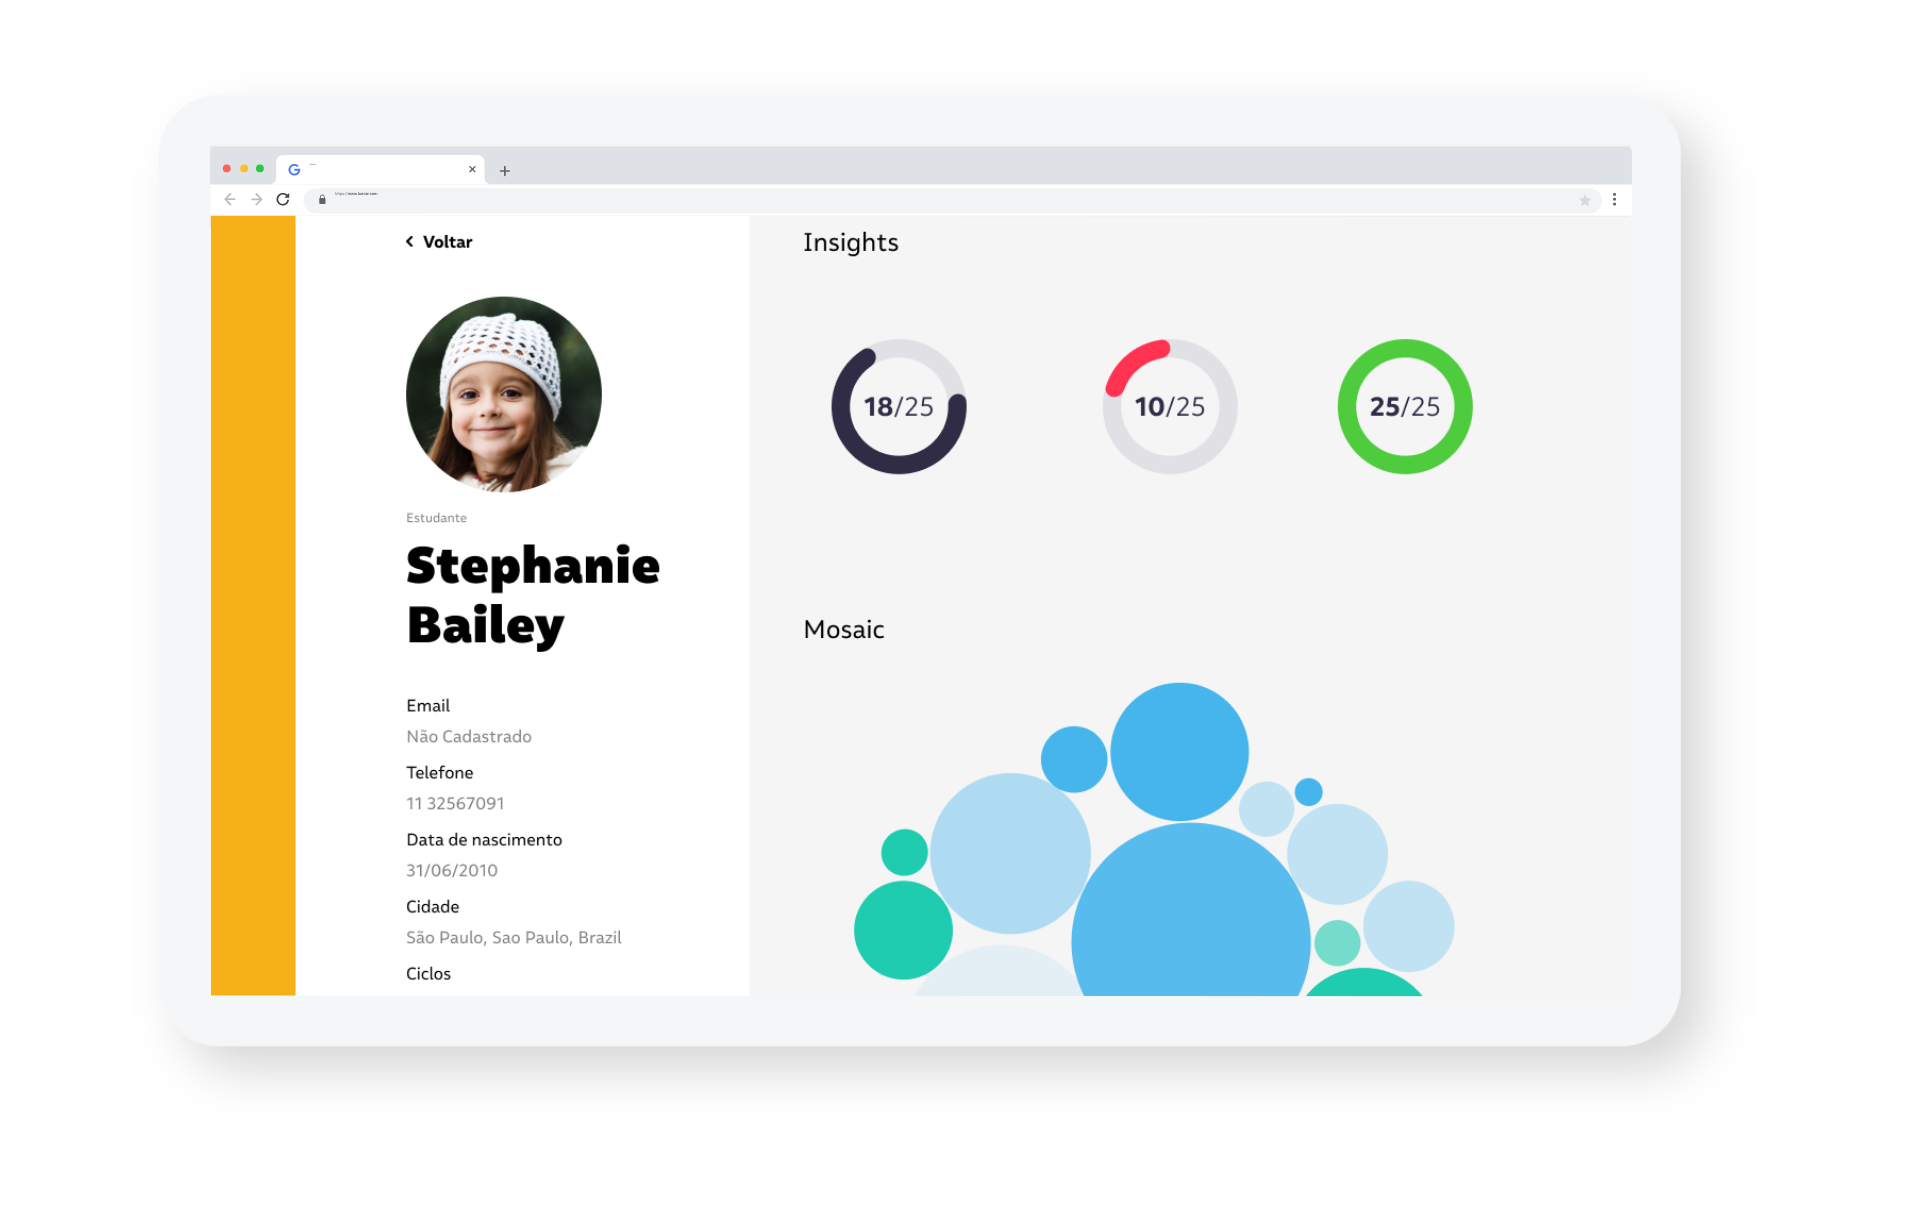 Voltar
Insights
18/25
10/25
25/25
Estudante
Stephanie
Bailey
Mosaic
Email
Não Cadastrado
Telefone
11 32567091
Data de nascimento
31/06/2010
Cidade
São Paulo, Sao Paulo, Brazil
Ciclos